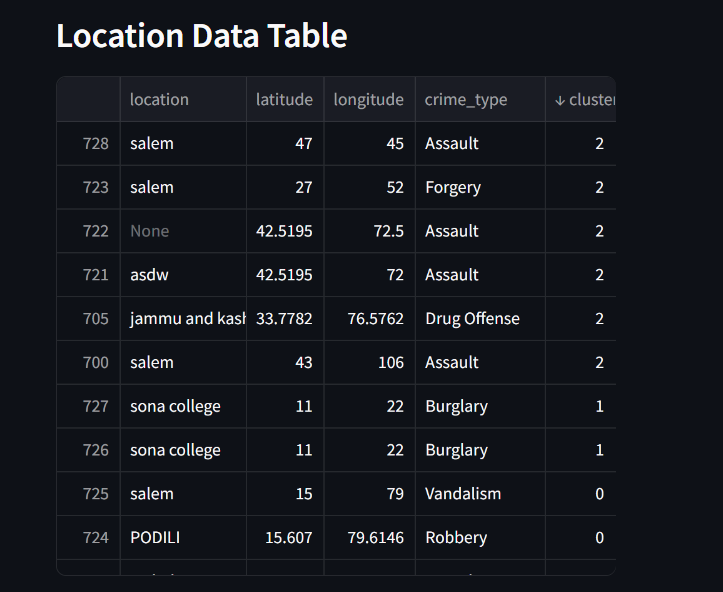 Location Data Table
location latitude longitude crime_type ↓ cluster
728 salem 47 45 Assault 2
723 salem 27 52 Forgery 2
722 None 42.5195 72.5 Assault 2
721 asdw 42.5195 72 Assault 2
705 jammu and kash 33.7782 76.5762 Drug Offense 2
700 salem 43 106 Assault 2
727 sona college 11 22 Burglary 1
726 sona college 11 22 Burglary 1
725 salem 15 79 Vandalism 0
724 PODILI 15.607 79.6146 Robbery 0